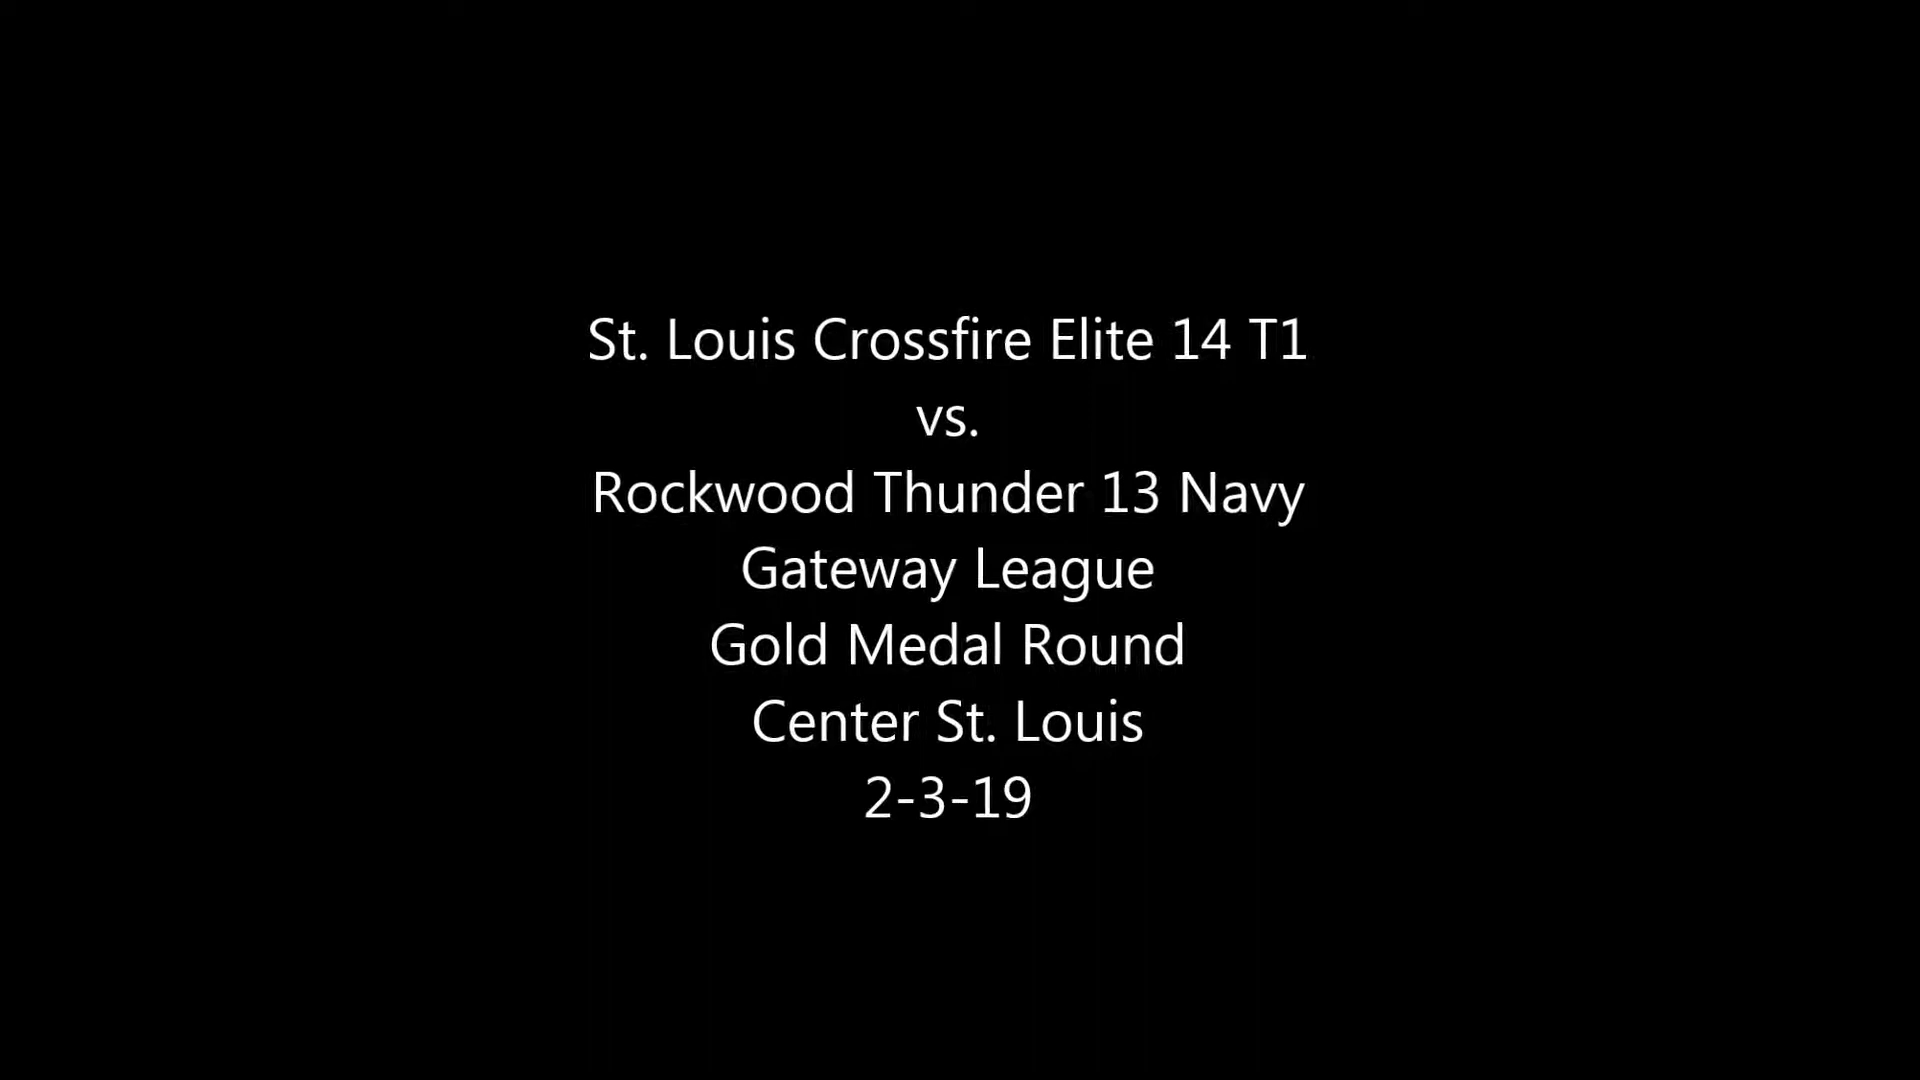 St. Louis Crossfire Elite 14 T1
vs.
Rockwood Thunder 13 Navy
Gateway League
Gold Medal Round
Center St. Louis
2-3-19